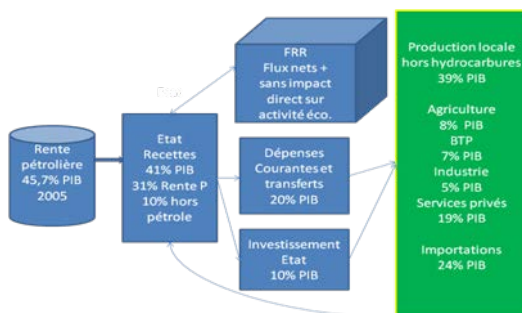 FRR
Flux nets +
sans impact
direct sur
activité éco.
Rente
pétrolière
45,7% PIB
2005
Etat
Recettes
41% PIB
31% Rente P
10% hors
pétrole
Dépenses
Courantes et
transferts
20% PIB
Investissement
Etat
10% PIB
Production locale
hors hydrocarbures
39% PIB
Agriculture
8% PIB
BTP
7% PIB
Industrie
5% PIB
Services privés
19% PIB
Importations
24% PIB